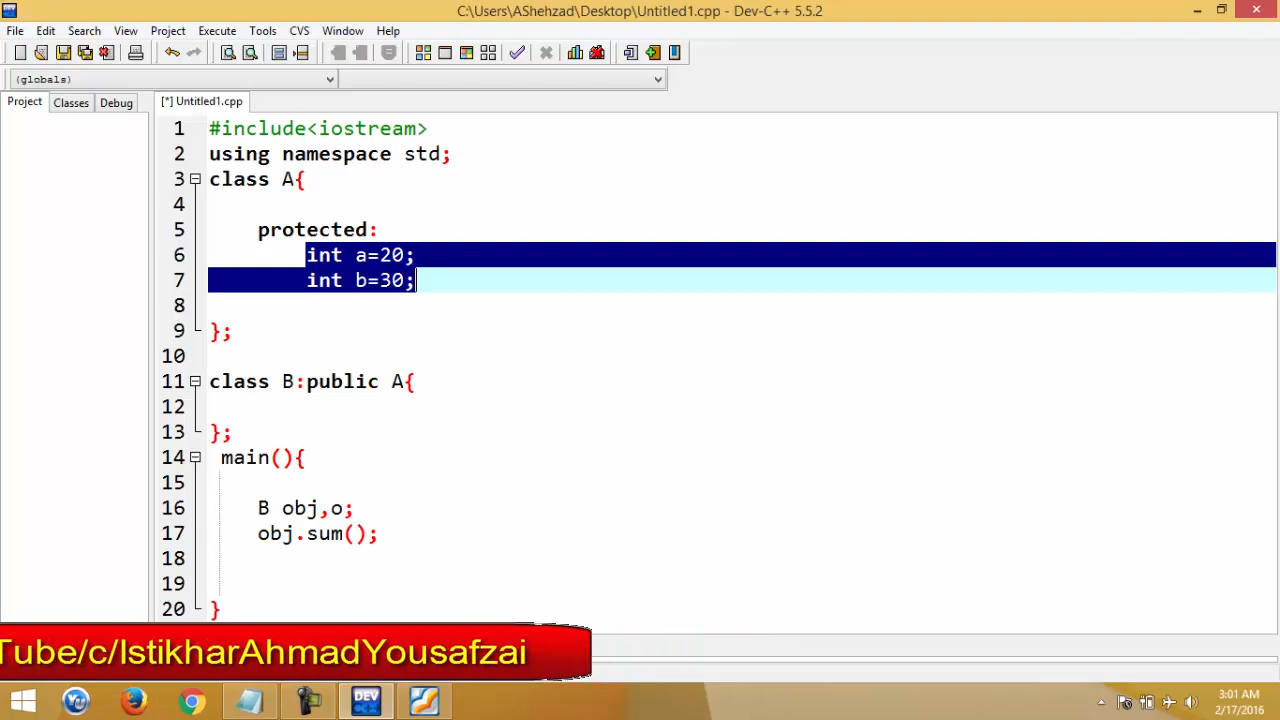 C:\Users\AShehzad\Desktop\Untitled1.cpp - Dev-C++ 5.5.2
File Edit Search View Project Execute Tools CVS Window Help
(globals)
Project Classes Debug [*] Untitled1.cpp
1 #include<iostream>
2 using namespace std;
3 class A{
4
5 protected:
6 int a=20;
7 int b=30;
8
9 };
10
11 class B:public A{
12
13 };
14 main(){
15
16 B obj,o;
17 obj.sum();
18
19
20 }
Tube/c/IstikharAhmadYousafzai
DEV C++
3:01 AM
2/17/2016